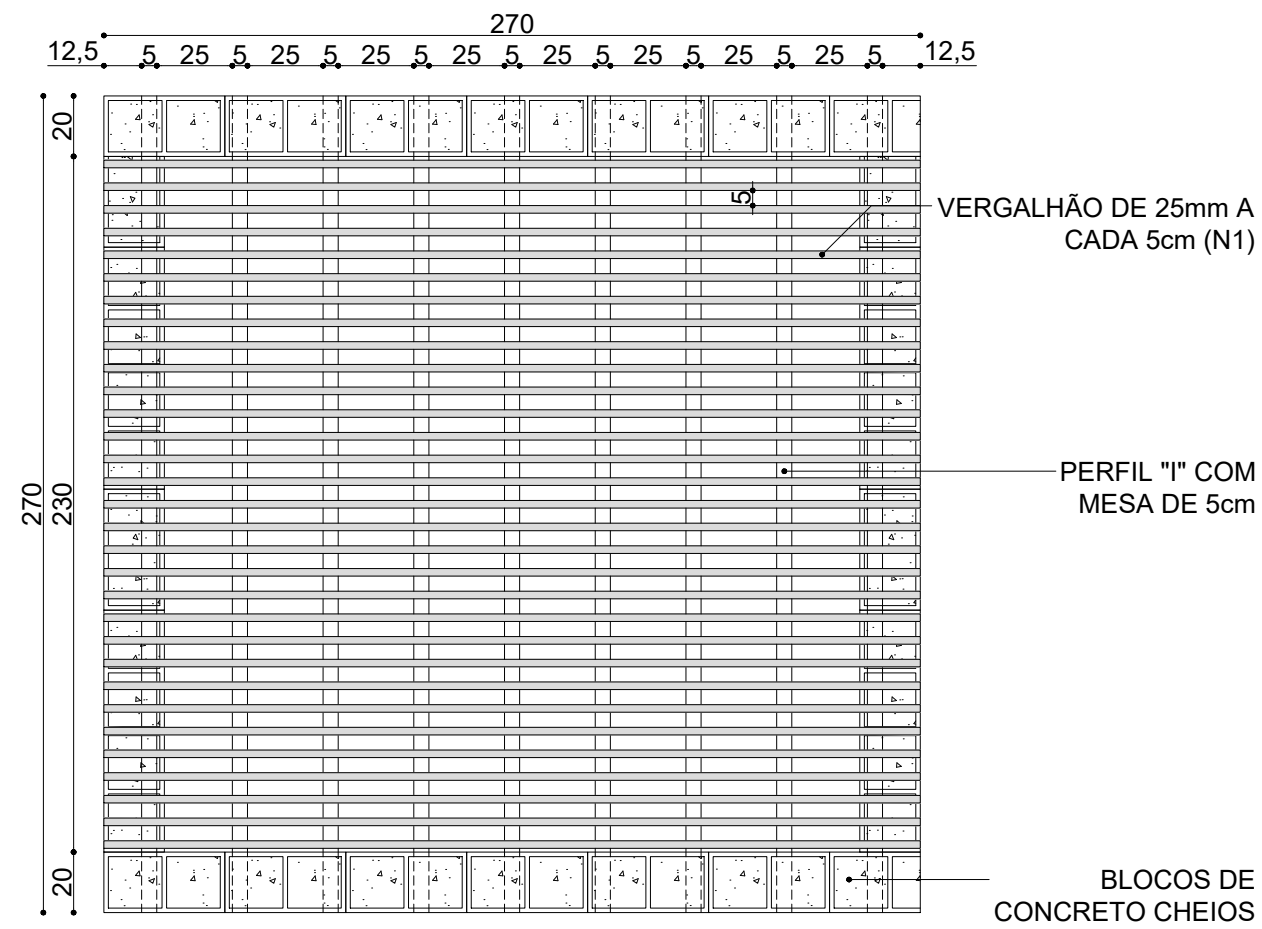 270
12,5 5 25 5 25 5 25 5 25 5 25 5 25 5 25 5 25 5 12,5
20
5
VERGALHÃO DE 25mm A
CADA 5cm (N1)
270
230
PERFIL "I" COM
MESA DE 5cm
20
BLOCOS DE
CONCRETO CHEIOS